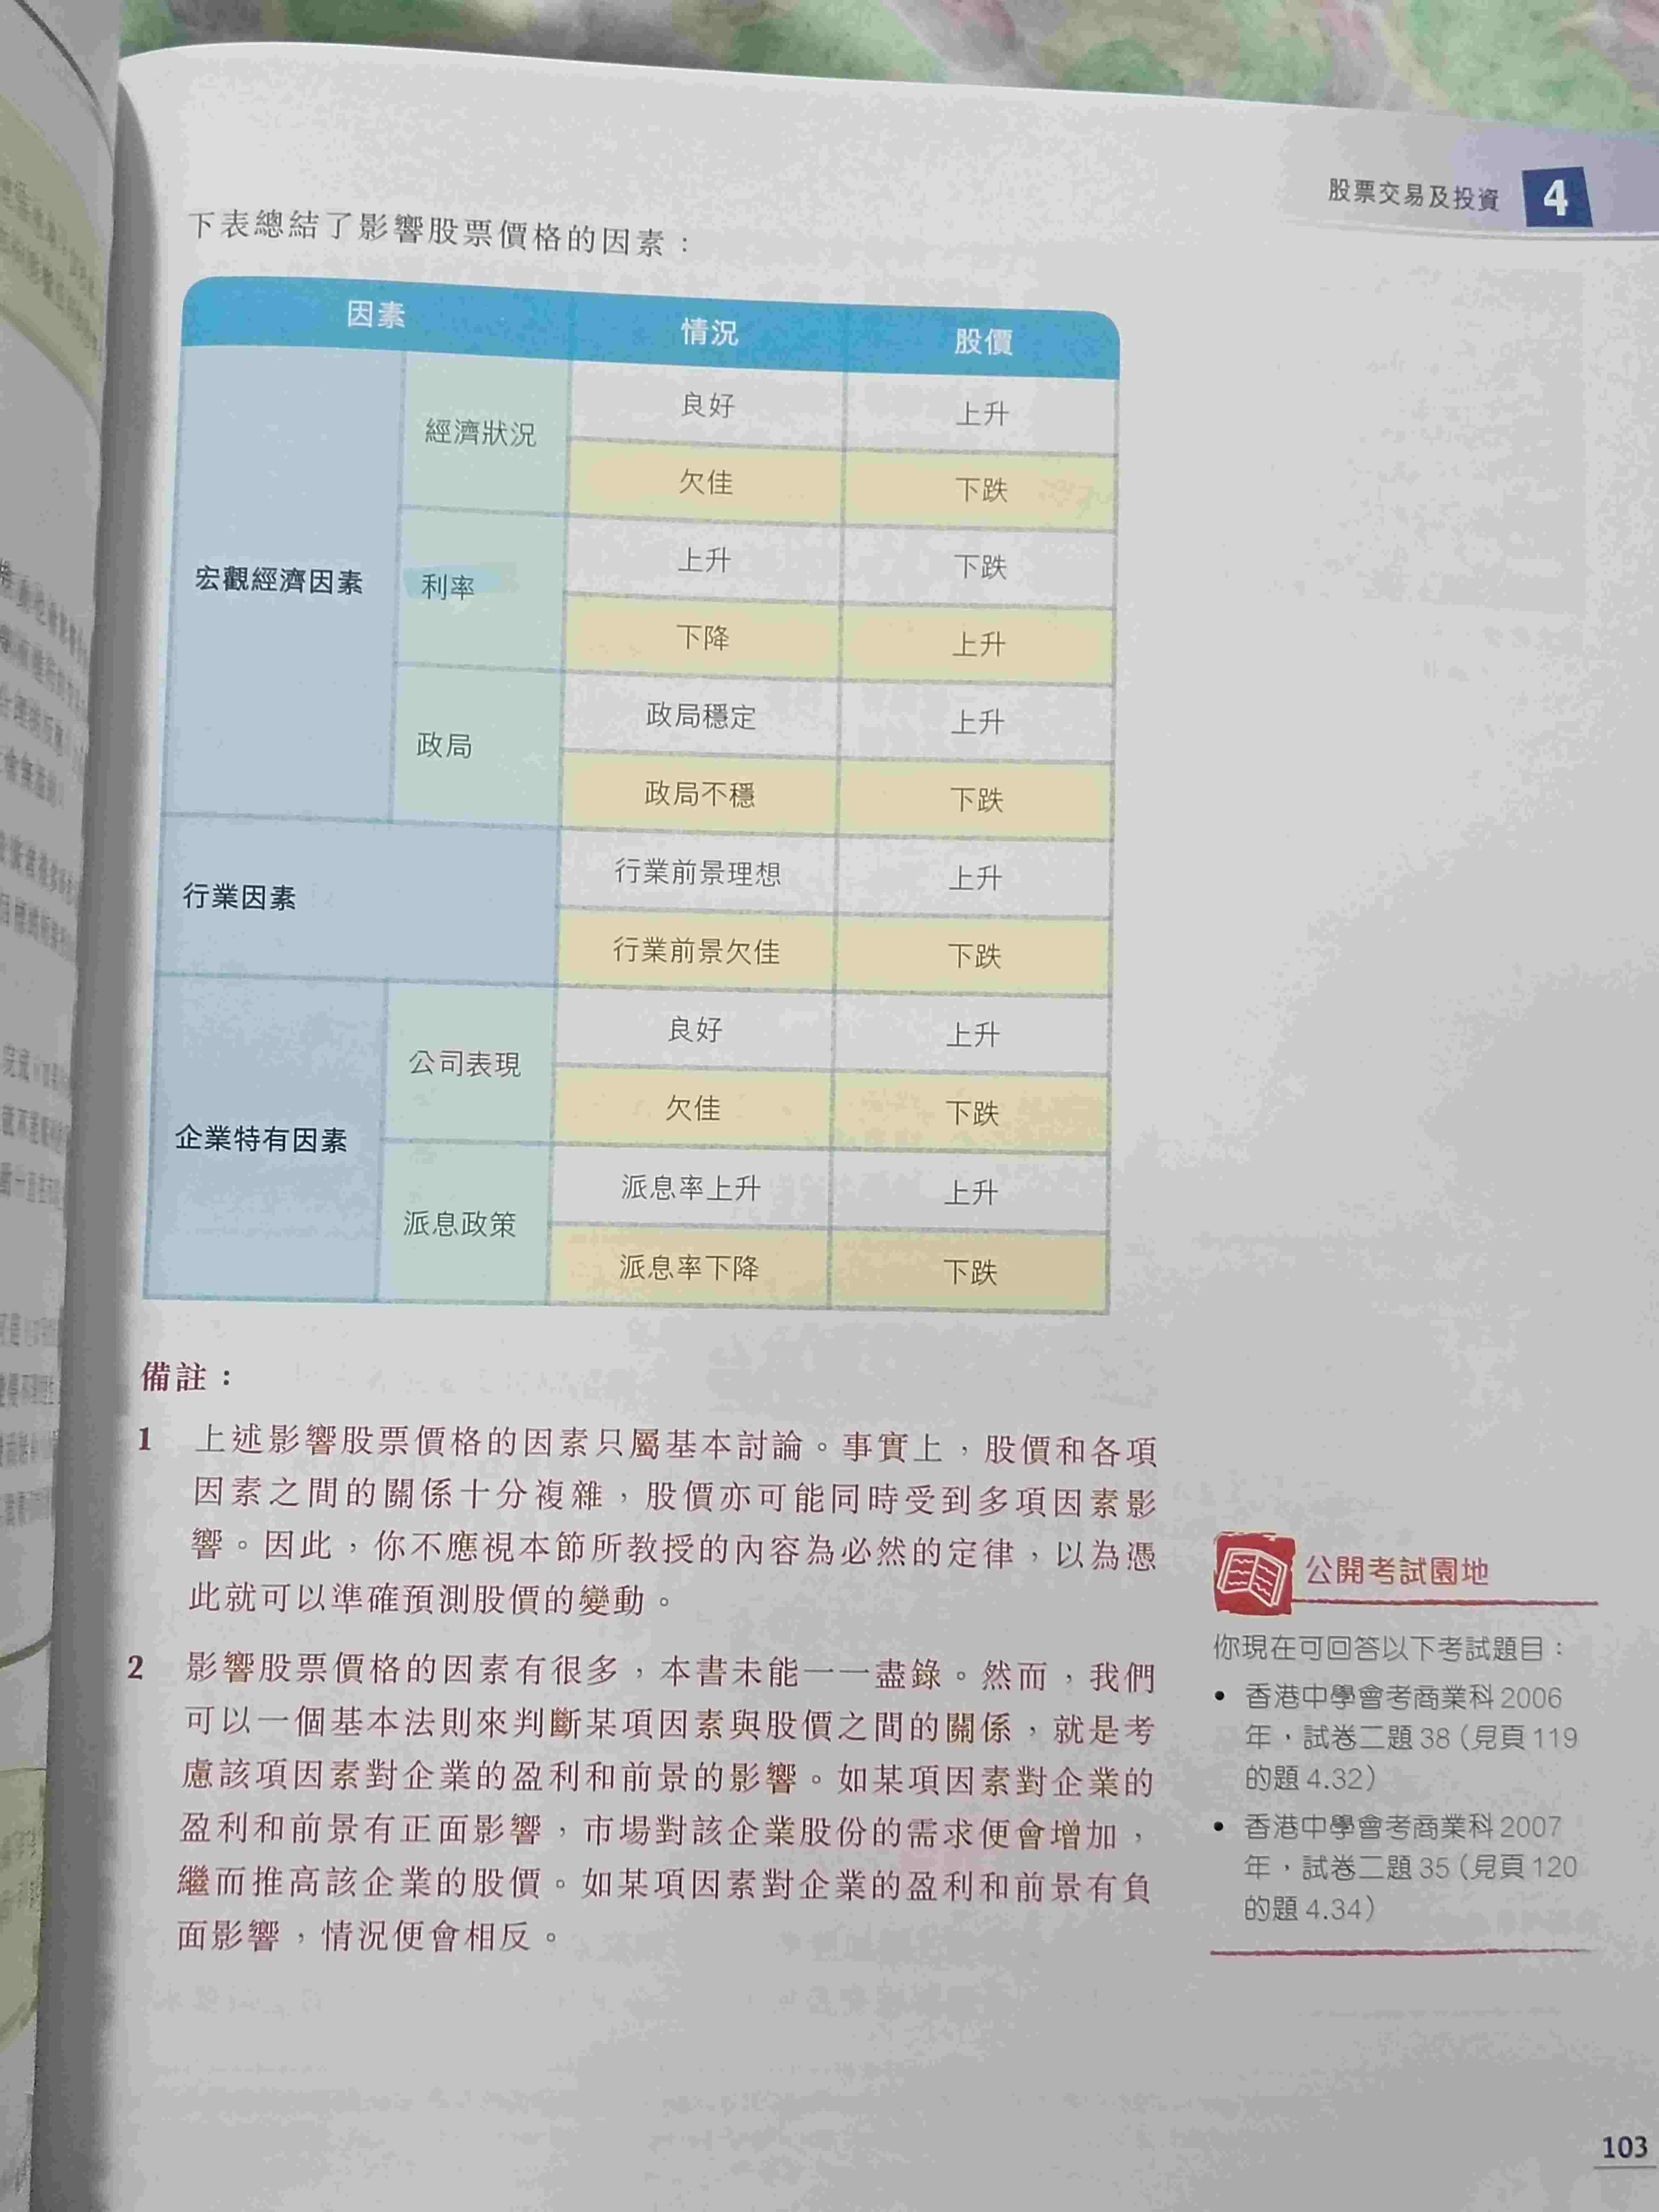 股票交易及投資 4
下表總結了影響股票價格的因素：
因素 情況 股價
宏觀經濟因素 經濟狀況 良好 上升
欠佳 下跌
利率 上升 下跌
下降 上升
政局 政局穩定 上升
政局不穩 下跌
行業因素 行業前景理想 上升
行業前景欠佳 下跌
企業特有因素 公司表現 良好 上升
欠佳 下跌
派息政策 派息率上升 上升
派息率下降 下跌
備註：
1 上述影響股票價格的因素只屬基本討論。事實上，股價和各項
因素之間的關係十分複雜，股價亦可能同時受到多項因素影
響。因此，你不應視本節所教授的內容為必然的定律，以為憑
此就可以準確預測股價的變動。
2 影響股票價格的因素有很多，本書未能一一盡錄。然而，我們
可以一個基本法則來判斷某項因素與股價之間的關係，就是考
慮該項因素對企業的盈利和前景的影響。如某項因素對企業的
盈利和前景有正面影響，市場對該企業股份的需求便會增加，
繼而推高該企業的股價。如某項因素對企業的盈利和前景有負
面影響，情況便會相反。
公開考試園地
你現在可回答以下考試題目：
• 香港中學會考商業科2006
年，試卷二題38（見頁119
的題4.32）
• 香港中學會考商業科2007
年，試卷二題35（見頁120
的題4.34）
103